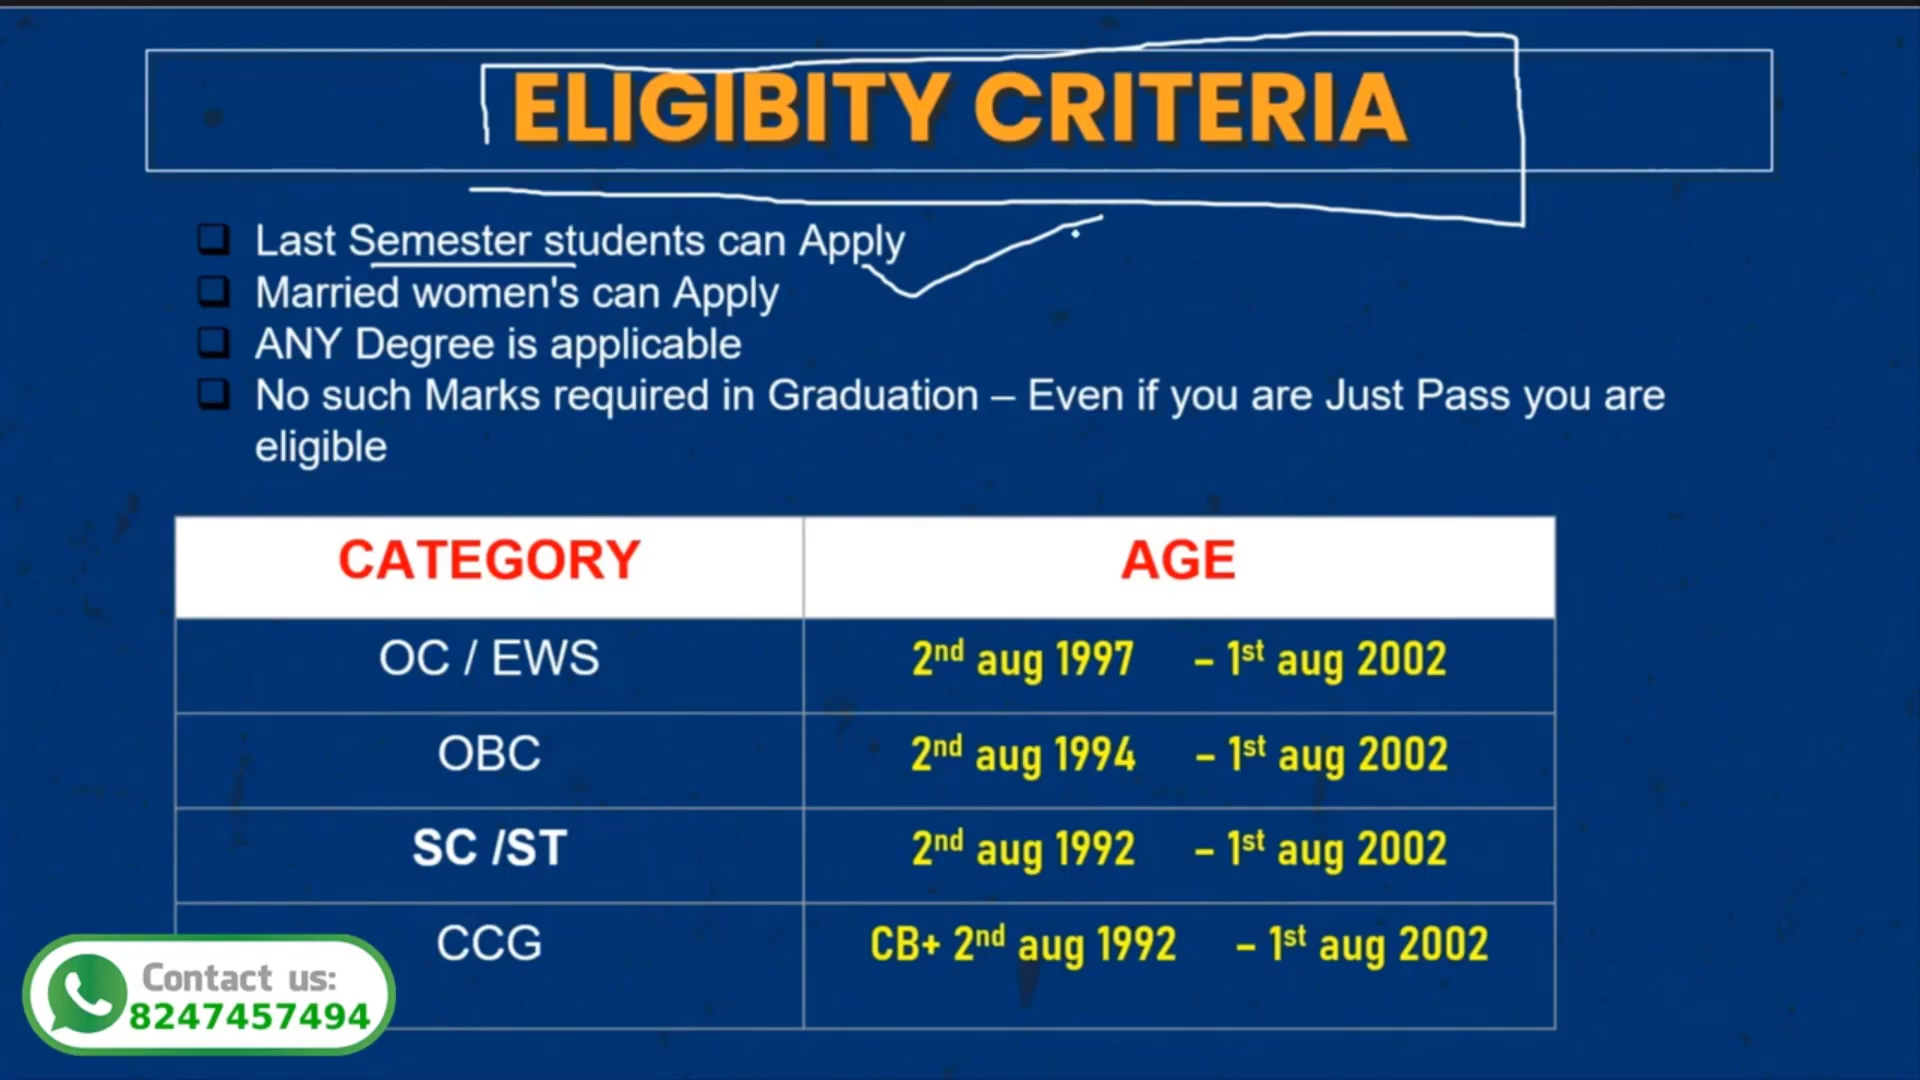 ELIGIBITY CRITERIA
Last Semester students can Apply
Married women's can Apply
ANY Degree is applicable
No such Marks required in Graduation – Even if you are Just Pass you are
eligible
CATEGORY AGE
OC / EWS 2nd aug 1997 – 1st aug 2002
OBC 2nd aug 1994 – 1st aug 2002
SC /ST 2nd aug 1992 – 1st aug 2002
CCG CB+ 2nd aug 1992 – 1st aug 2002
Contact us:
8247457494